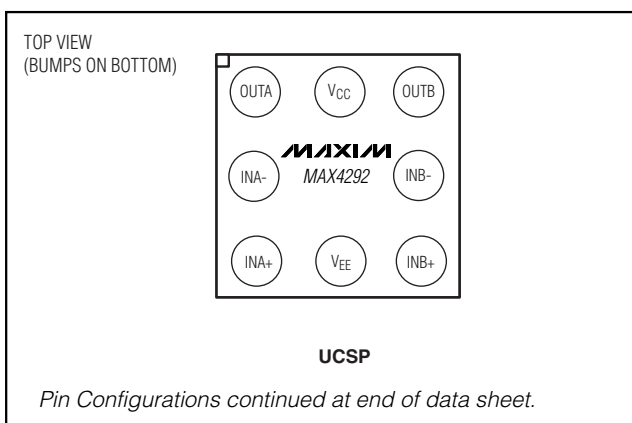 TOP VIEW
(BUMPS ON BOTTOM)
OUTA VCC OUTB
MAXIM
INA- MAX4292 INB-
INA+ VEE INB+
UCSP
Pin Configurations continued at end of data sheet.